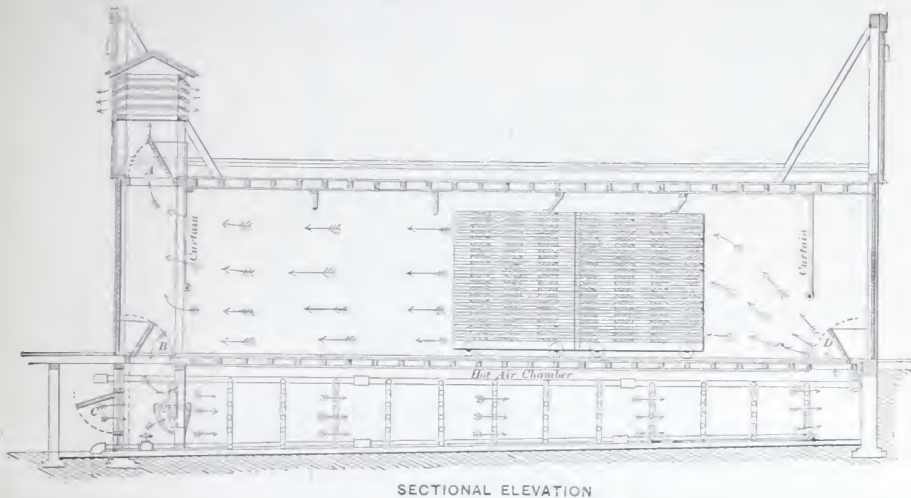 A
Curtain
Curtain
B
D
Hot Air Chamber
C
SECTIONAL ELEVATION